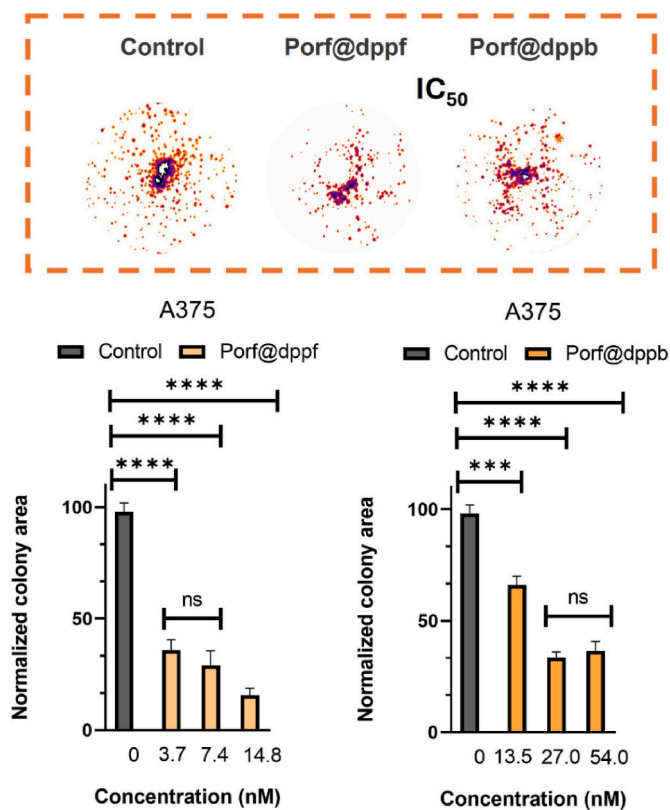 Control Porf@dppf Porf@dppb
IC50
A375
Control Porf@dppf
****
****
****
ns
Normalized colony area
100
50
0
0 3.7 7.4 14.8
Concentration (nM)
A375
Control Porf@dppb
****
****
***
ns
Normalized colony area
100
50
0
0 13.5 27.0 54.0
Concentration (nM)